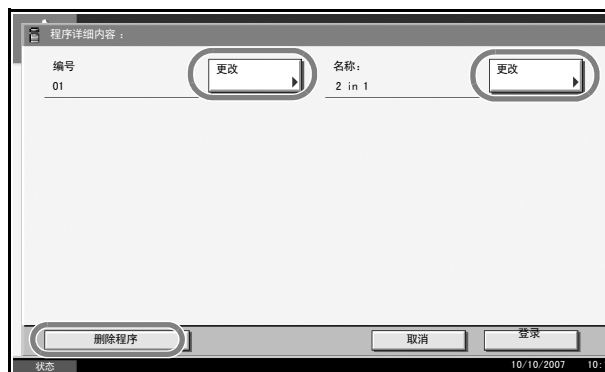 程序详细内容：
编号 更改 名称： 更改
01 2 in 1
删除程序 取消 登录
状态 10/10/2007 10: